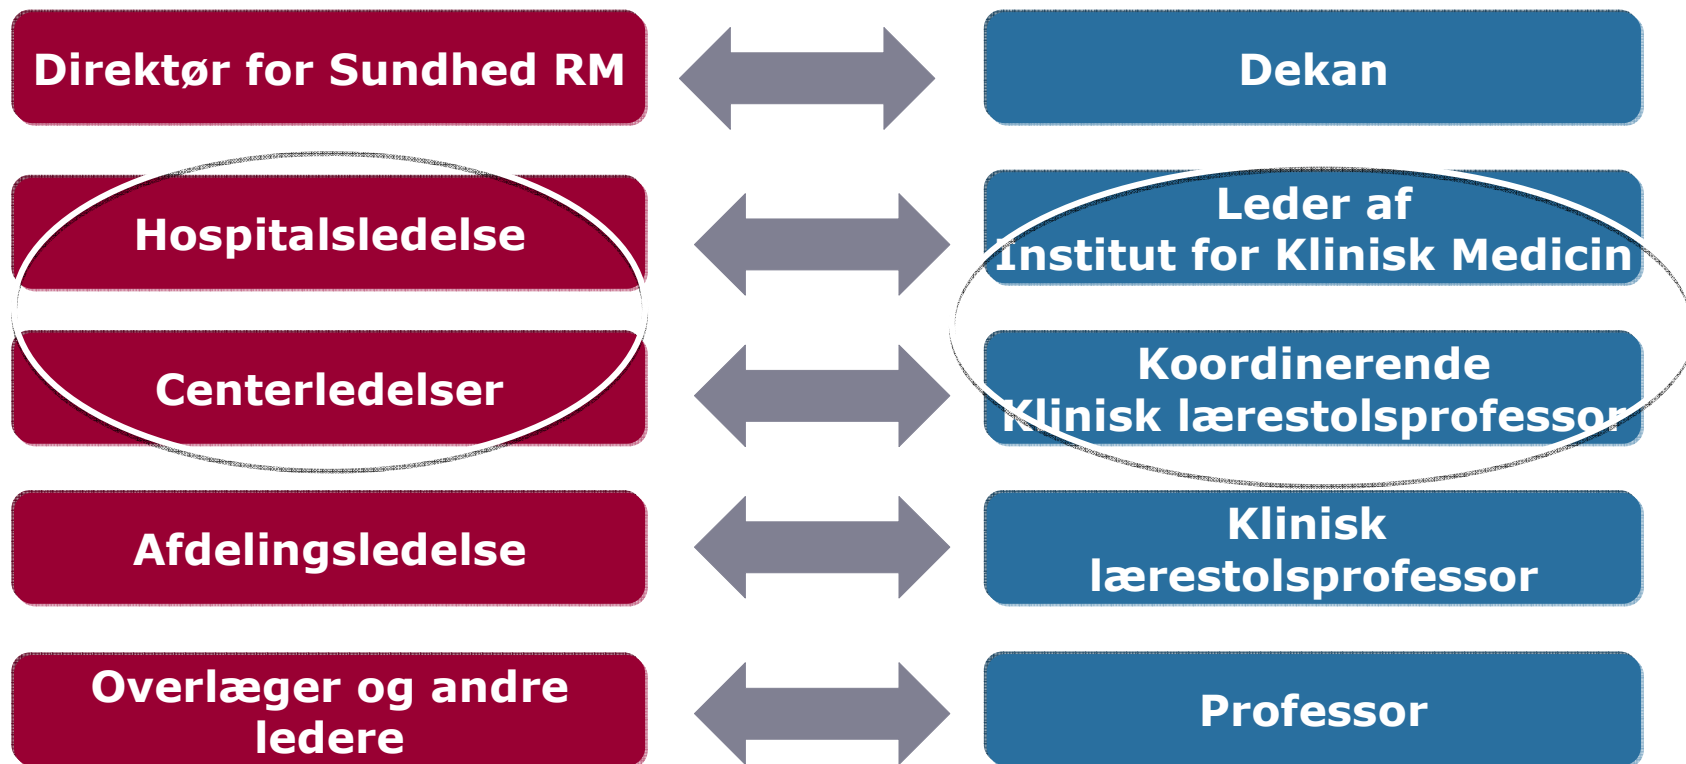 Direktør for Sundhed RM
Dekan
Hospitalsledelse
Leder af
Institut for Klinisk Medicin
Centerledelser
Koordinerende
Klinisk lærestolsprofessor
Afdelingsledelse
Klinisk
lærestolsprofessor
Overlæger og andre
ledere
Professor